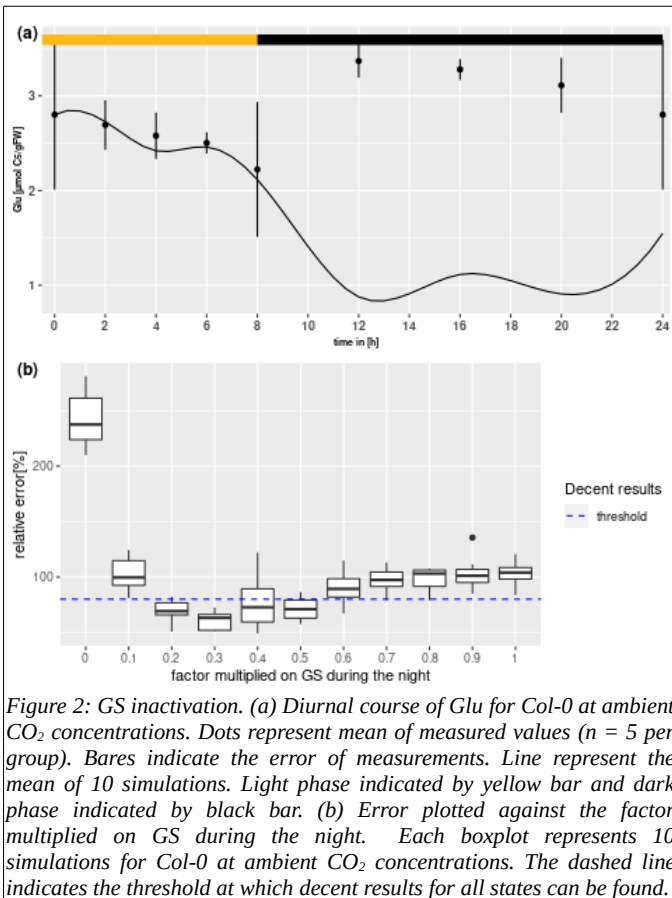 (a)
Glu [µmol Cs/gFW]
3
2
1
0 2 4 6 8 10 12 14 16 18 20 22 24
time in [h]
(b)
relative error[%]
200
100
0 0.1 0.2 0.3 0.4 0.5 0.6 0.7 0.8 0.9 1
factor multiplied on GS during the night
Decent results
threshold
Figure 2: GS inactivation. (a) Diurnal course of Glu for Col-0 at ambient
CO₂ concentrations. Dots represent mean of measured values (n = 5 per
group). Bares indicate the error of measurements. Line represent the
mean of 10 simulations. Light phase indicated by yellow bar and dark
phase indicated by black bar. (b) Error plotted against the factor
multiplied on GS during the night. Each boxplot represents 10
simulations for Col-0 at ambient CO₂ concentrations. The dashed line
indicates the threshold at which decent results for all states can be found.